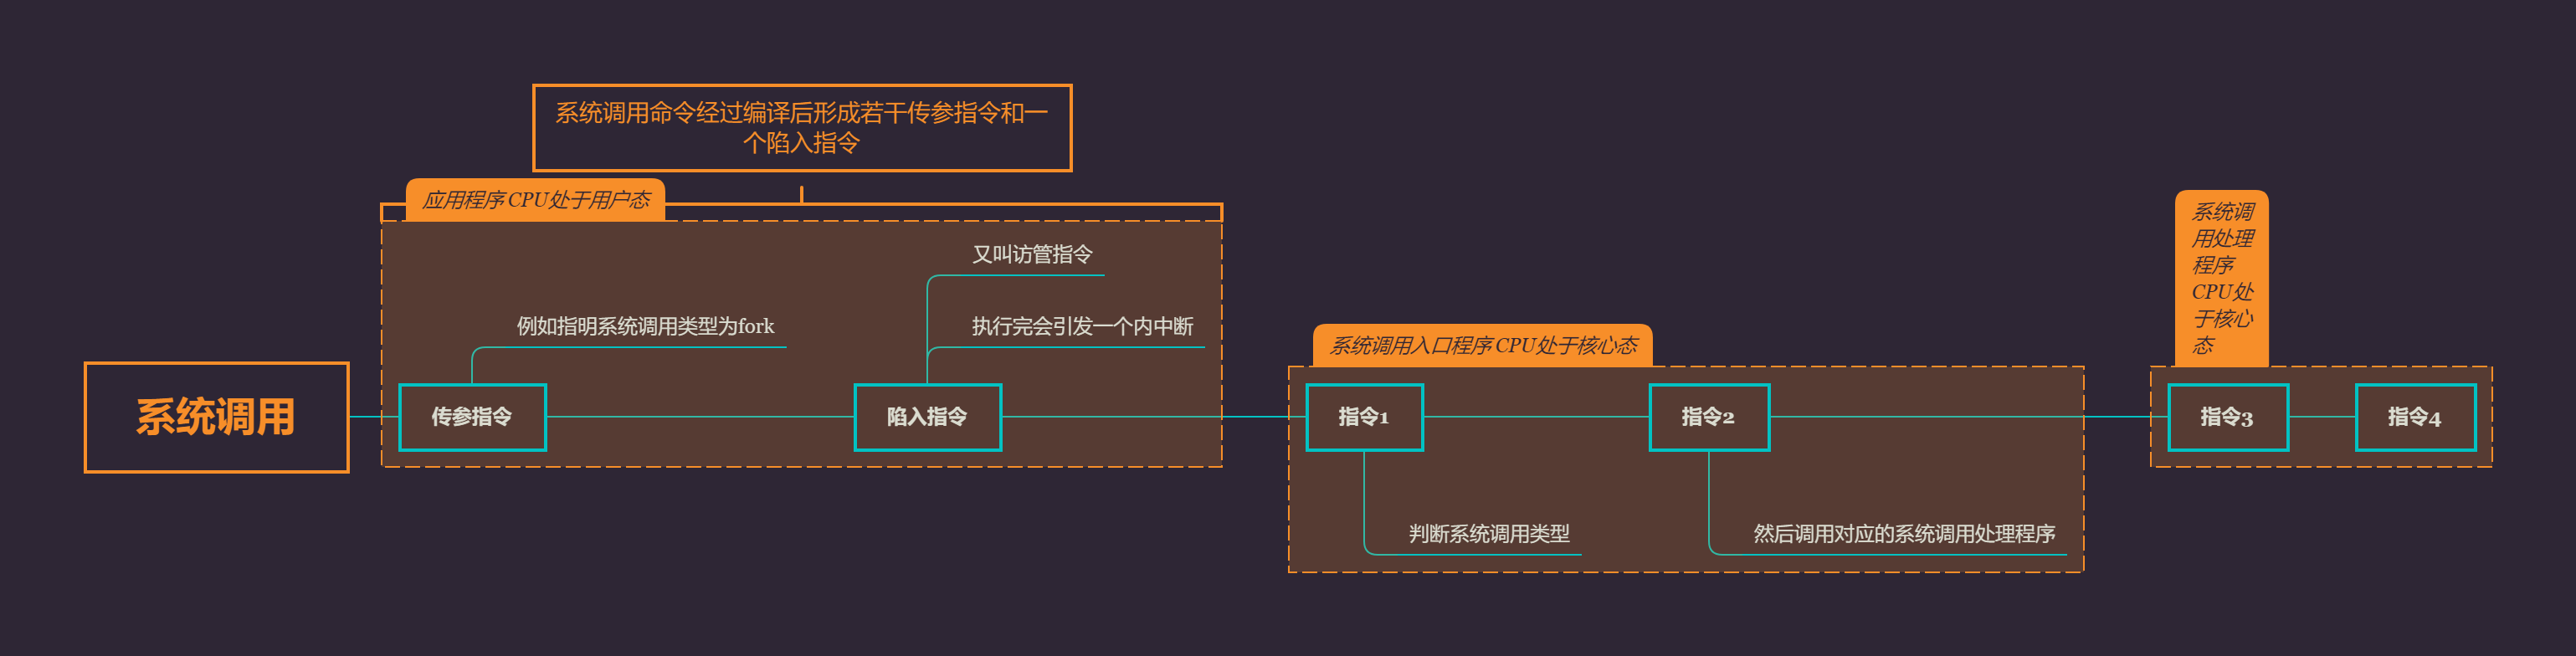 系统调用命令经过编译后形成若干传参指令和一
个陷入指令
应用程序 CPU处于用户态
又叫访管指令
例如指明系统调用类型为fork
执行完会引发一个内中断
系统调用
传参指令
陷入指令
系统调用入口程序 CPU处于核心态
指令1
指令2
判断系统调用类型
然后调用对应的系统调用处理程序
系统调
用处理
程序
CPU处
于核心
态
指令3
指令4